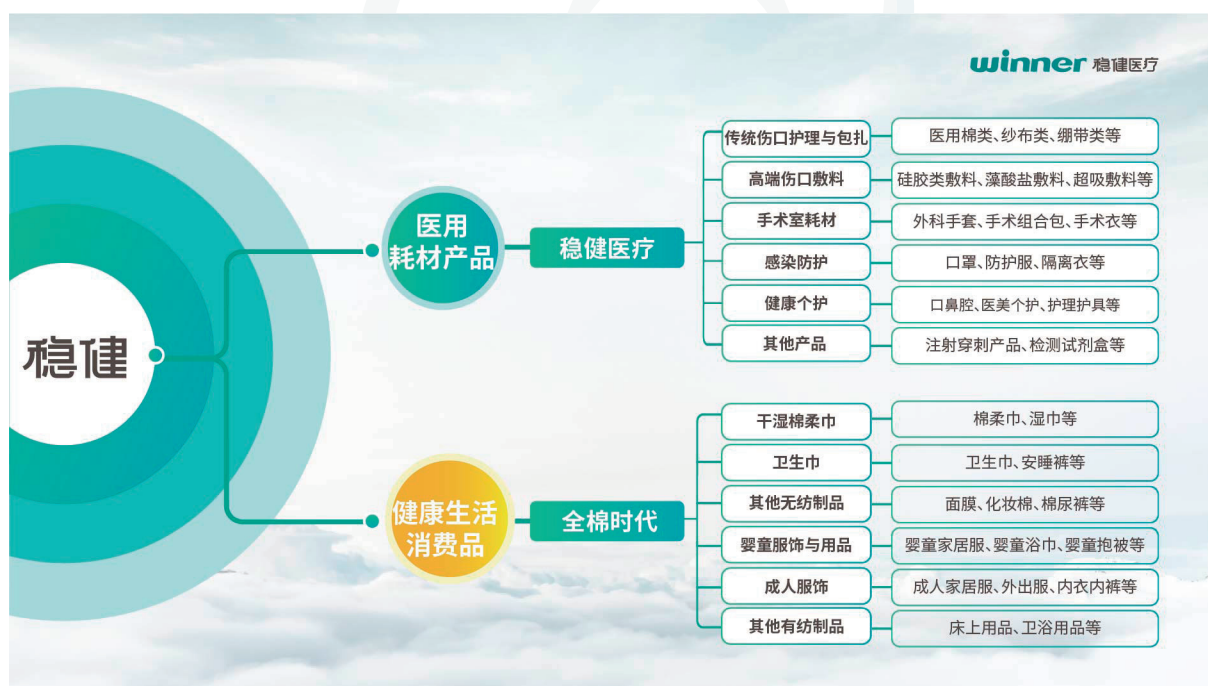 winner 稳健医疗
稳健
医用
耗材产品
稳健医疗
传统伤口护理与包扎
医用棉类、纱布类、绷带类等
高端伤口敷料
硅胶类敷料、藻酸盐敷料、超吸敷料等
手术室耗材
外科手套、手术组合包、手术衣等
感染防护
口罩、防护服、隔离衣等
健康个护
口鼻腔、医美个护、护理护具等
其他产品
注射穿刺产品、检测试剂盒等
健康生活
消费品
全棉时代
干湿棉柔巾
棉柔巾、湿巾等
卫生巾
卫生巾、安睡裤等
其他无纺制品
面膜、化妆棉、棉尿裤等
婴童服饰与用品
婴童家居服、婴童浴巾、婴童抱被等
成人服饰
成人家居服、外出服、内衣内裤等
其他有纺制品
床上用品、卫浴用品等